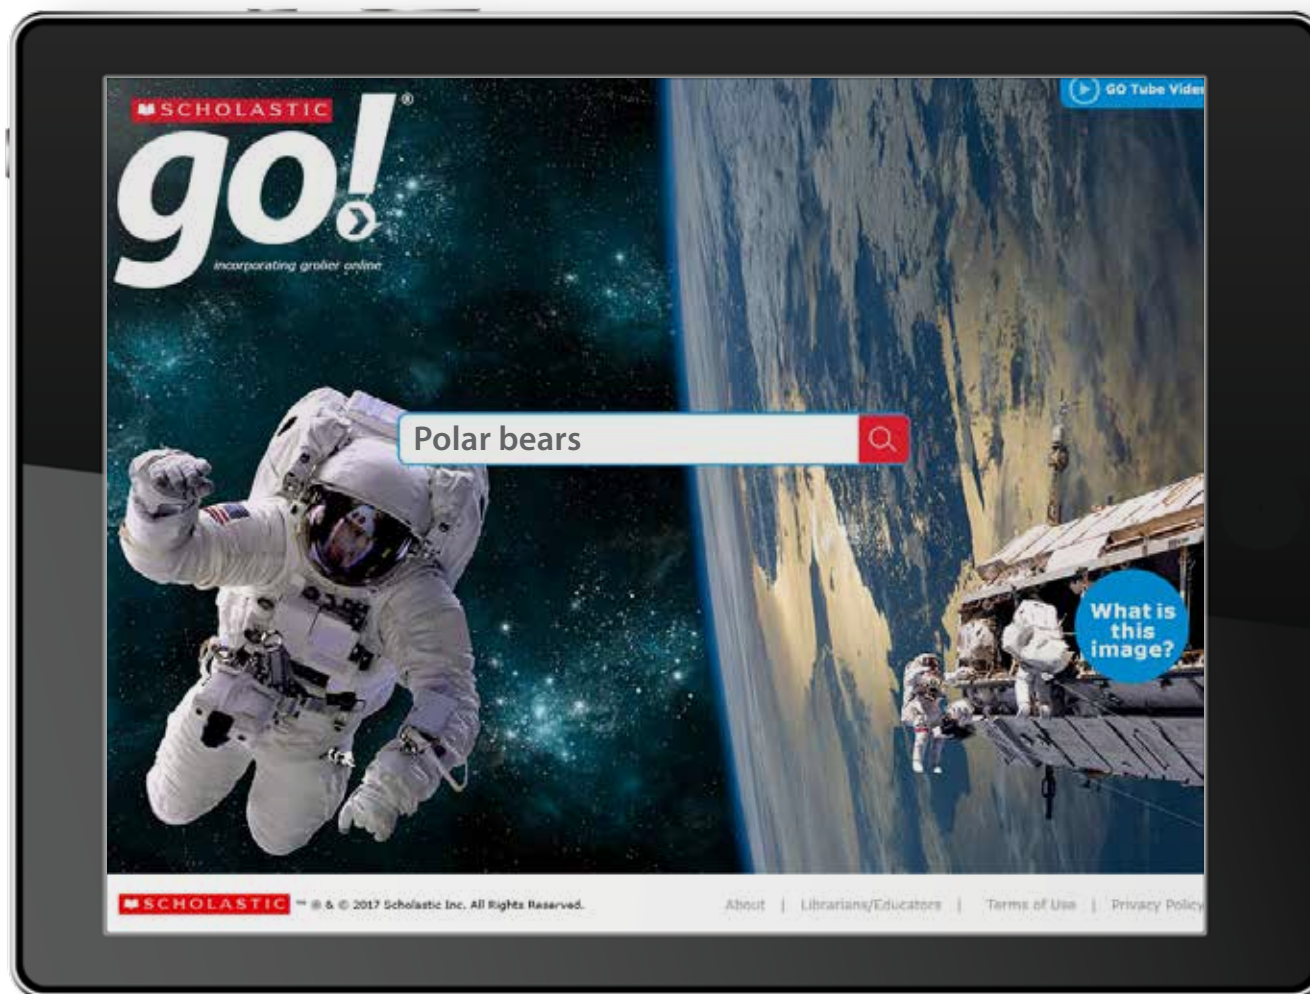 SCHOLASTIC
go!®
incorporating grolier online
GO Tube Video
Polar bears
What is
this
image?
SCHOLASTIC ™ ® & © 2017 Scholastic Inc. All Rights Reserved.
About | Librarians/Educators | Terms of Use | Privacy Policy